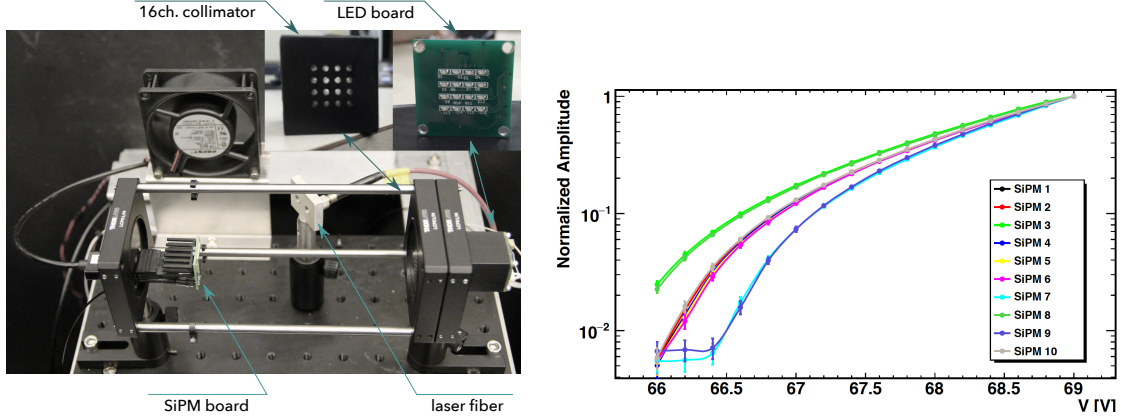 16ch. collimator
LED board
SiPM board
laser fiber
Normalized Amplitude
1
10⁻¹
10⁻²
SiPM 1
SiPM 2
SiPM 3
SiPM 4
SiPM 5
SiPM 6
SiPM 7
SiPM 8
SiPM 9
SiPM 10
66 66.5 67 67.5 68 68.5 69
V [V]